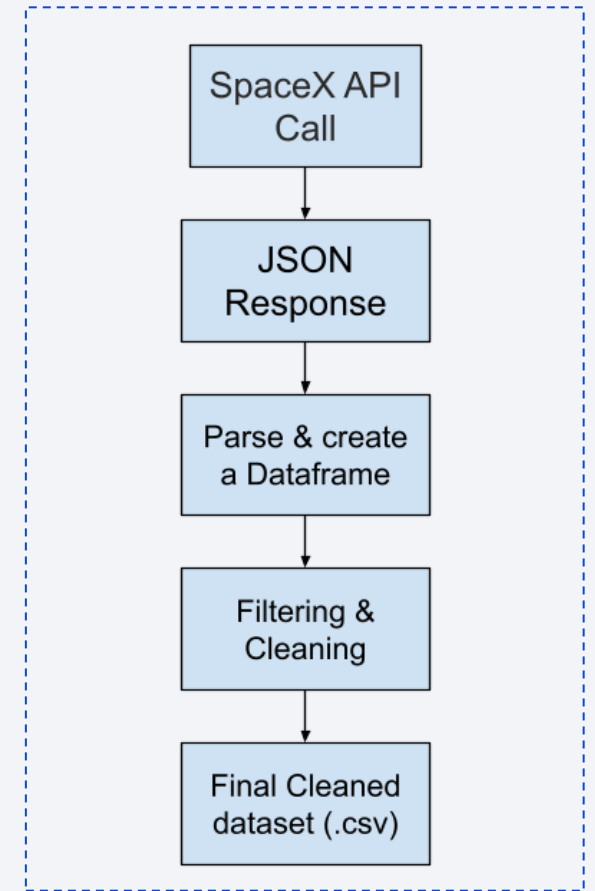 SpaceX API
Call
JSON
Response
Parse & create
a Dataframe
Filtering &
Cleaning
Final Cleaned
dataset (.csv)